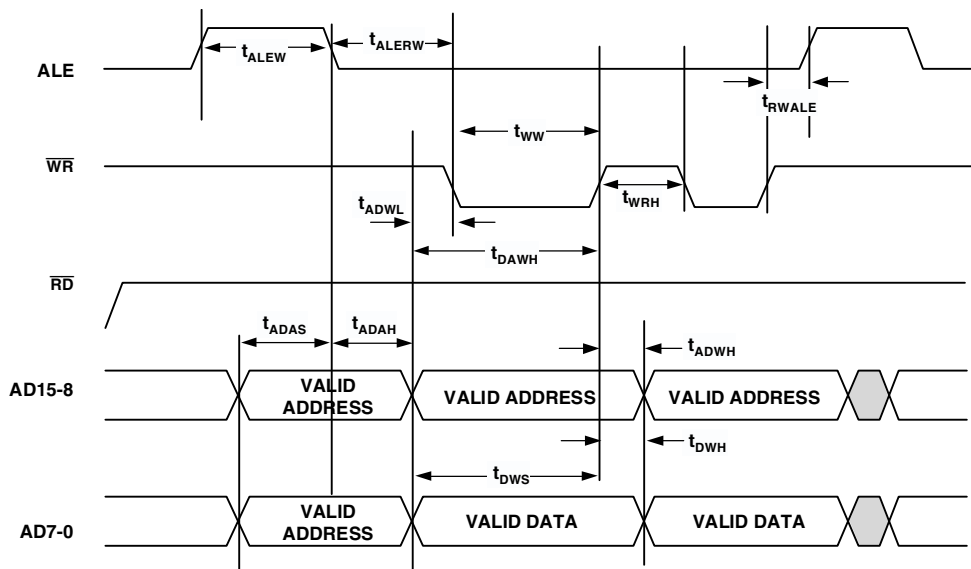 ALE
tALEW
tALERW
tRWALE
tWW
WR
tWRH
tADWL
tDAWH
RD
tADAS
tADAH
tADWH
AD15-8
VALID
ADDRESS
VALID ADDRESS
VALID ADDRESS
tDWH
tDWS
AD7-0
VALID
ADDRESS
VALID DATA
VALID DATA